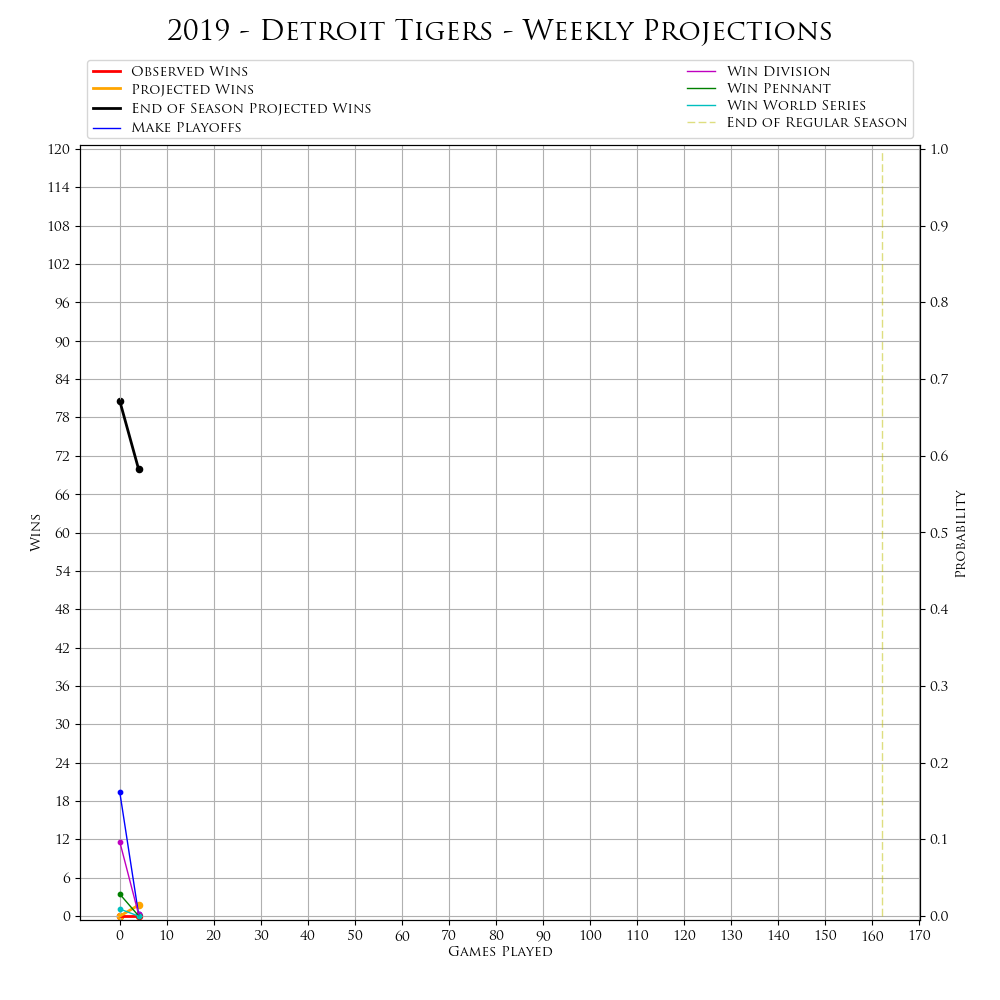 2019 - Detroit Tigers - Weekly Projections
Observed Wins
Projected Wins
End of Season Projected Wins
Make Playoffs
Win Division
Win Pennant
Win World Series
End of Regular Season
120
114
108
102
96
90
84
78
72
66
60
54
48
42
36
30
24
18
12
6
0
Wins
1.0
0.9
0.8
0.7
0.6
0.5
0.4
0.3
0.2
0.1
0.0
Probability
0 10 20 30 40 50 60 70 80 90 100 110 120 130 140 150 160 170
Games Played